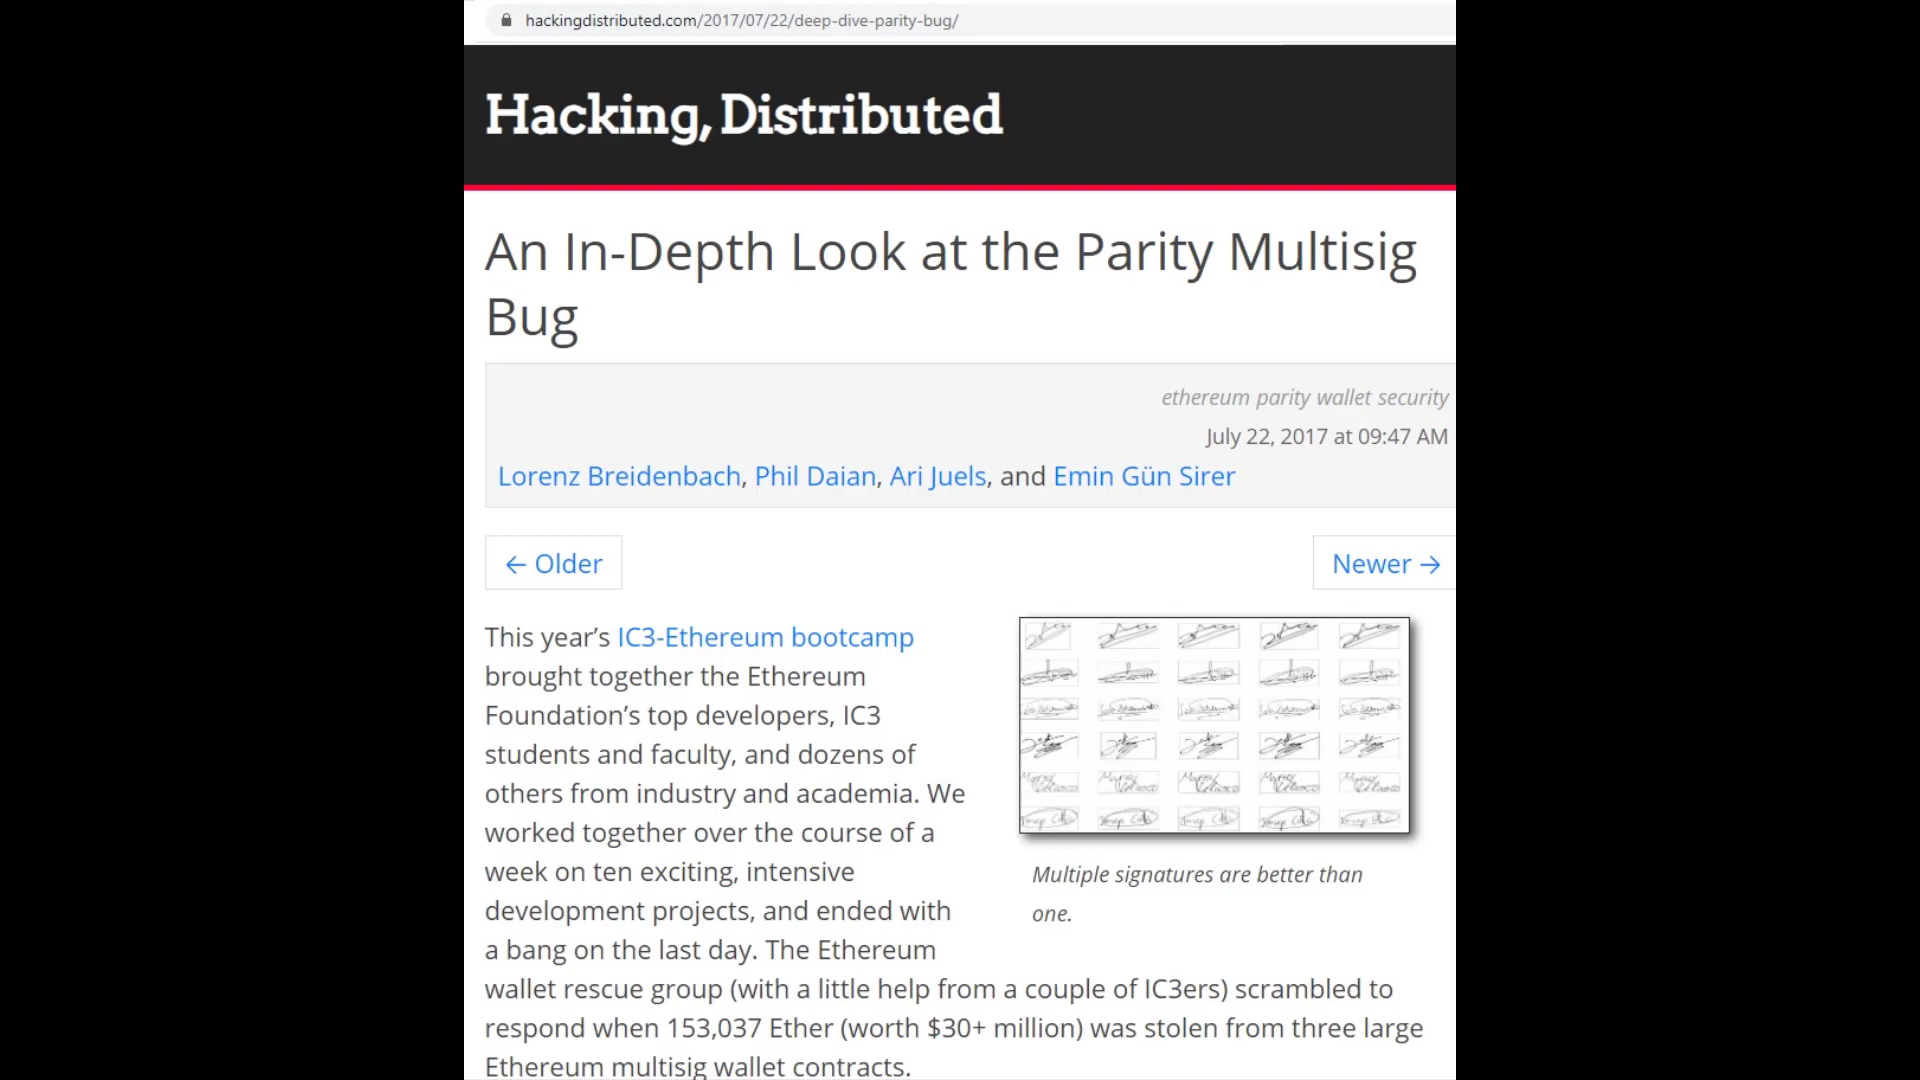 hackingdistributed.com/2017/07/22/deep-dive-parity-bug/
Hacking, Distributed
An In-Depth Look at the Parity Multisig
Bug
ethereum parity wallet security
July 22, 2017 at 09:47 AM
Lorenz Breidenbach, Phil Daian, Ari Juels, and Emin Gün Sirer
← Older
Newer →
This year’s IC3-Ethereum bootcamp
brought together the Ethereum
Foundation’s top developers, IC3
students and faculty, and dozens of
others from industry and academia. We
worked together over the course of a
week on ten exciting, intensive
development projects, and ended with
a bang on the last day. The Ethereum
wallet rescue group (with a little help from a couple of IC3ers) scrambled to
respond when 153,037 Ether (worth $30+ million) was stolen from three large
Ethereum multisig wallet contracts.
Multiple signatures are better than
one.